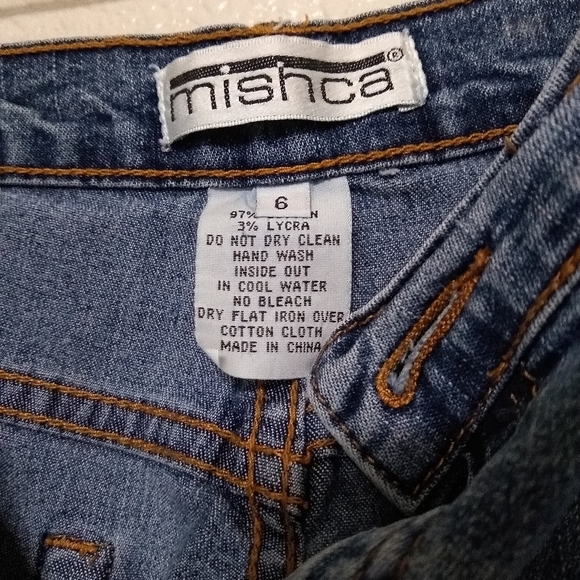 mishca®
6
97% N
3% LYCRA
DO NOT DRY CLEAN
HAND WASH
INSIDE OUT
IN COOL WATER
NO BLEACH
DRY FLAT IRON OVER
COTTON CLOTH
MADE IN CHINA